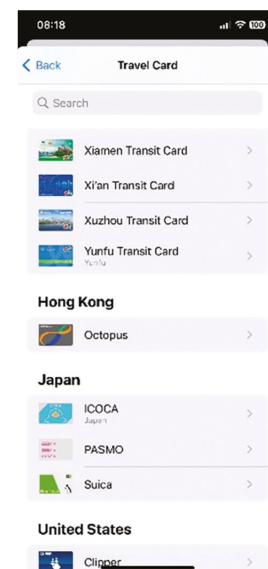 08:18
100
Back
Travel Card
Search
Xiamen Transit Card
Xi'an Transit Card
Xuzhou Transit Card
Yunfu Transit Card
Yunfu
Hong Kong
Octopus
Japan
ICOCA
Japan
PASMO
Suica
United States
Clipper